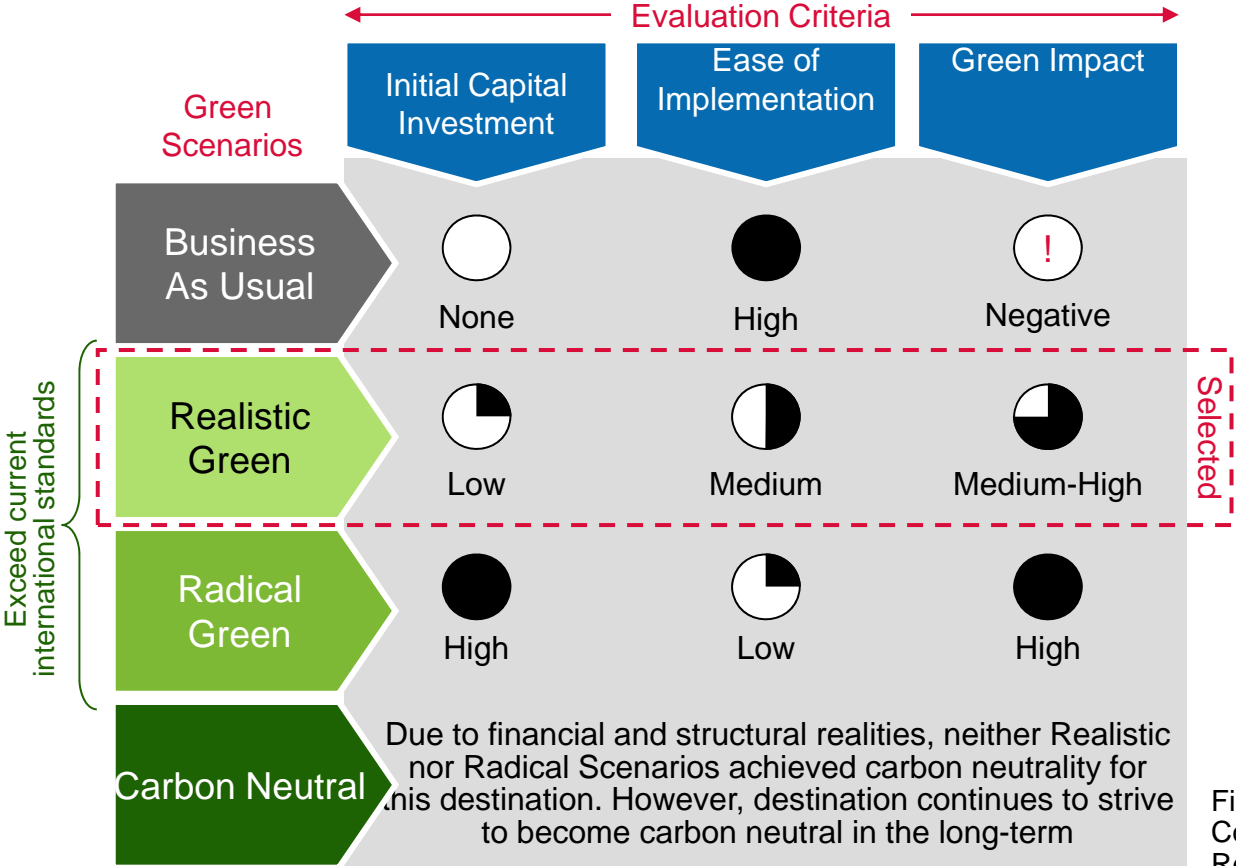 Evaluation Criteria
Green
Scenarios
Initial Capital
Investment
Ease of
Implementation
Green Impact
Business
As Usual
None
High
!
Negative
Exceed current
international standards
Realistic
Green
Low
Medium
Medium-High
Selected
Radical
Green
High
Low
High
Carbon Neutral
Due to financial and structural realities, neither Realistic
nor Radical Scenarios achieved carbon neutrality for
this destination. However, destination continues to strive
to become carbon neutral in the long-term